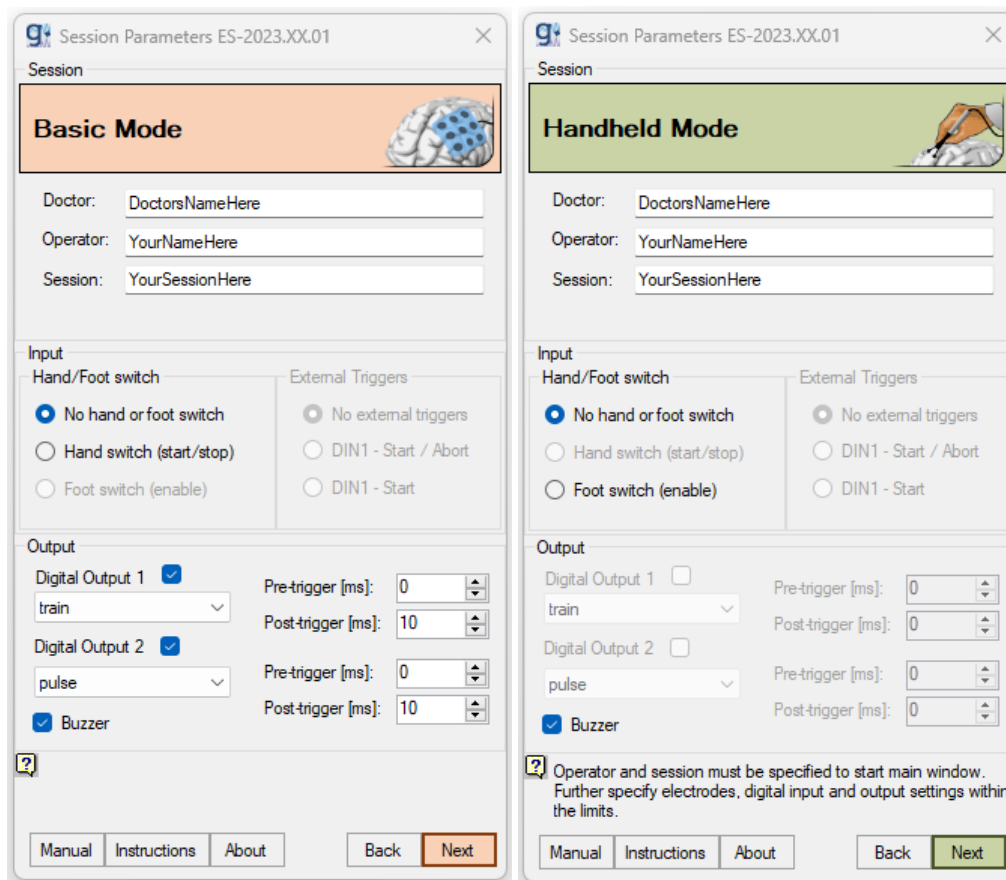 Session Parameters ES-2023.XX.01
Session
Basic Mode
Doctor: DoctorsNameHere
Operator: YourNameHere
Session: YourSessionHere
Input
Hand/Foot switch
No hand or foot switch
Hand switch (start/stop)
Foot switch (enable)
External Triggers
No external triggers
DIN1 - Start / Abort
DIN1 - Start
Output
Digital Output 1
train
Pre-trigger [ms]: 0
Post-trigger [ms]: 10
Digital Output 2
pulse
Pre-trigger [ms]: 0
Post-trigger [ms]: 10
Buzzer
?
Manual Instructions About Back Next
Session Parameters ES-2023.XX.01
Session
Handheld Mode
Doctor: DoctorsNameHere
Operator: YourNameHere
Session: YourSessionHere
Input
Hand/Foot switch
No hand or foot switch
Hand switch (start/stop)
Foot switch (enable)
External Triggers
No external triggers
DIN1 - Start / Abort
DIN1 - Start
Output
Digital Output 1
train
Pre-trigger [ms]: 0
Post-trigger [ms]: 0
Digital Output 2
pulse
Pre-trigger [ms]: 0
Post-trigger [ms]: 0
Buzzer
? Operator and session must be specified to start main window.
Further specify electrodes, digital input and output settings within
the limits.
Manual Instructions About Back Next